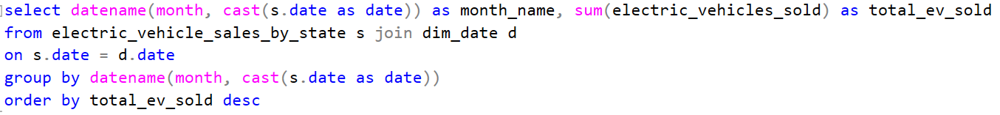 select datename(month, cast(s.date as date)) as month_name, sum(electric_vehicles_sold) as total_ev_sold
from electric_vehicle_sales_by_state s join dim_date d
on s.date = d.date
group by datename(month, cast(s.date as date))
order by total_ev_sold desc